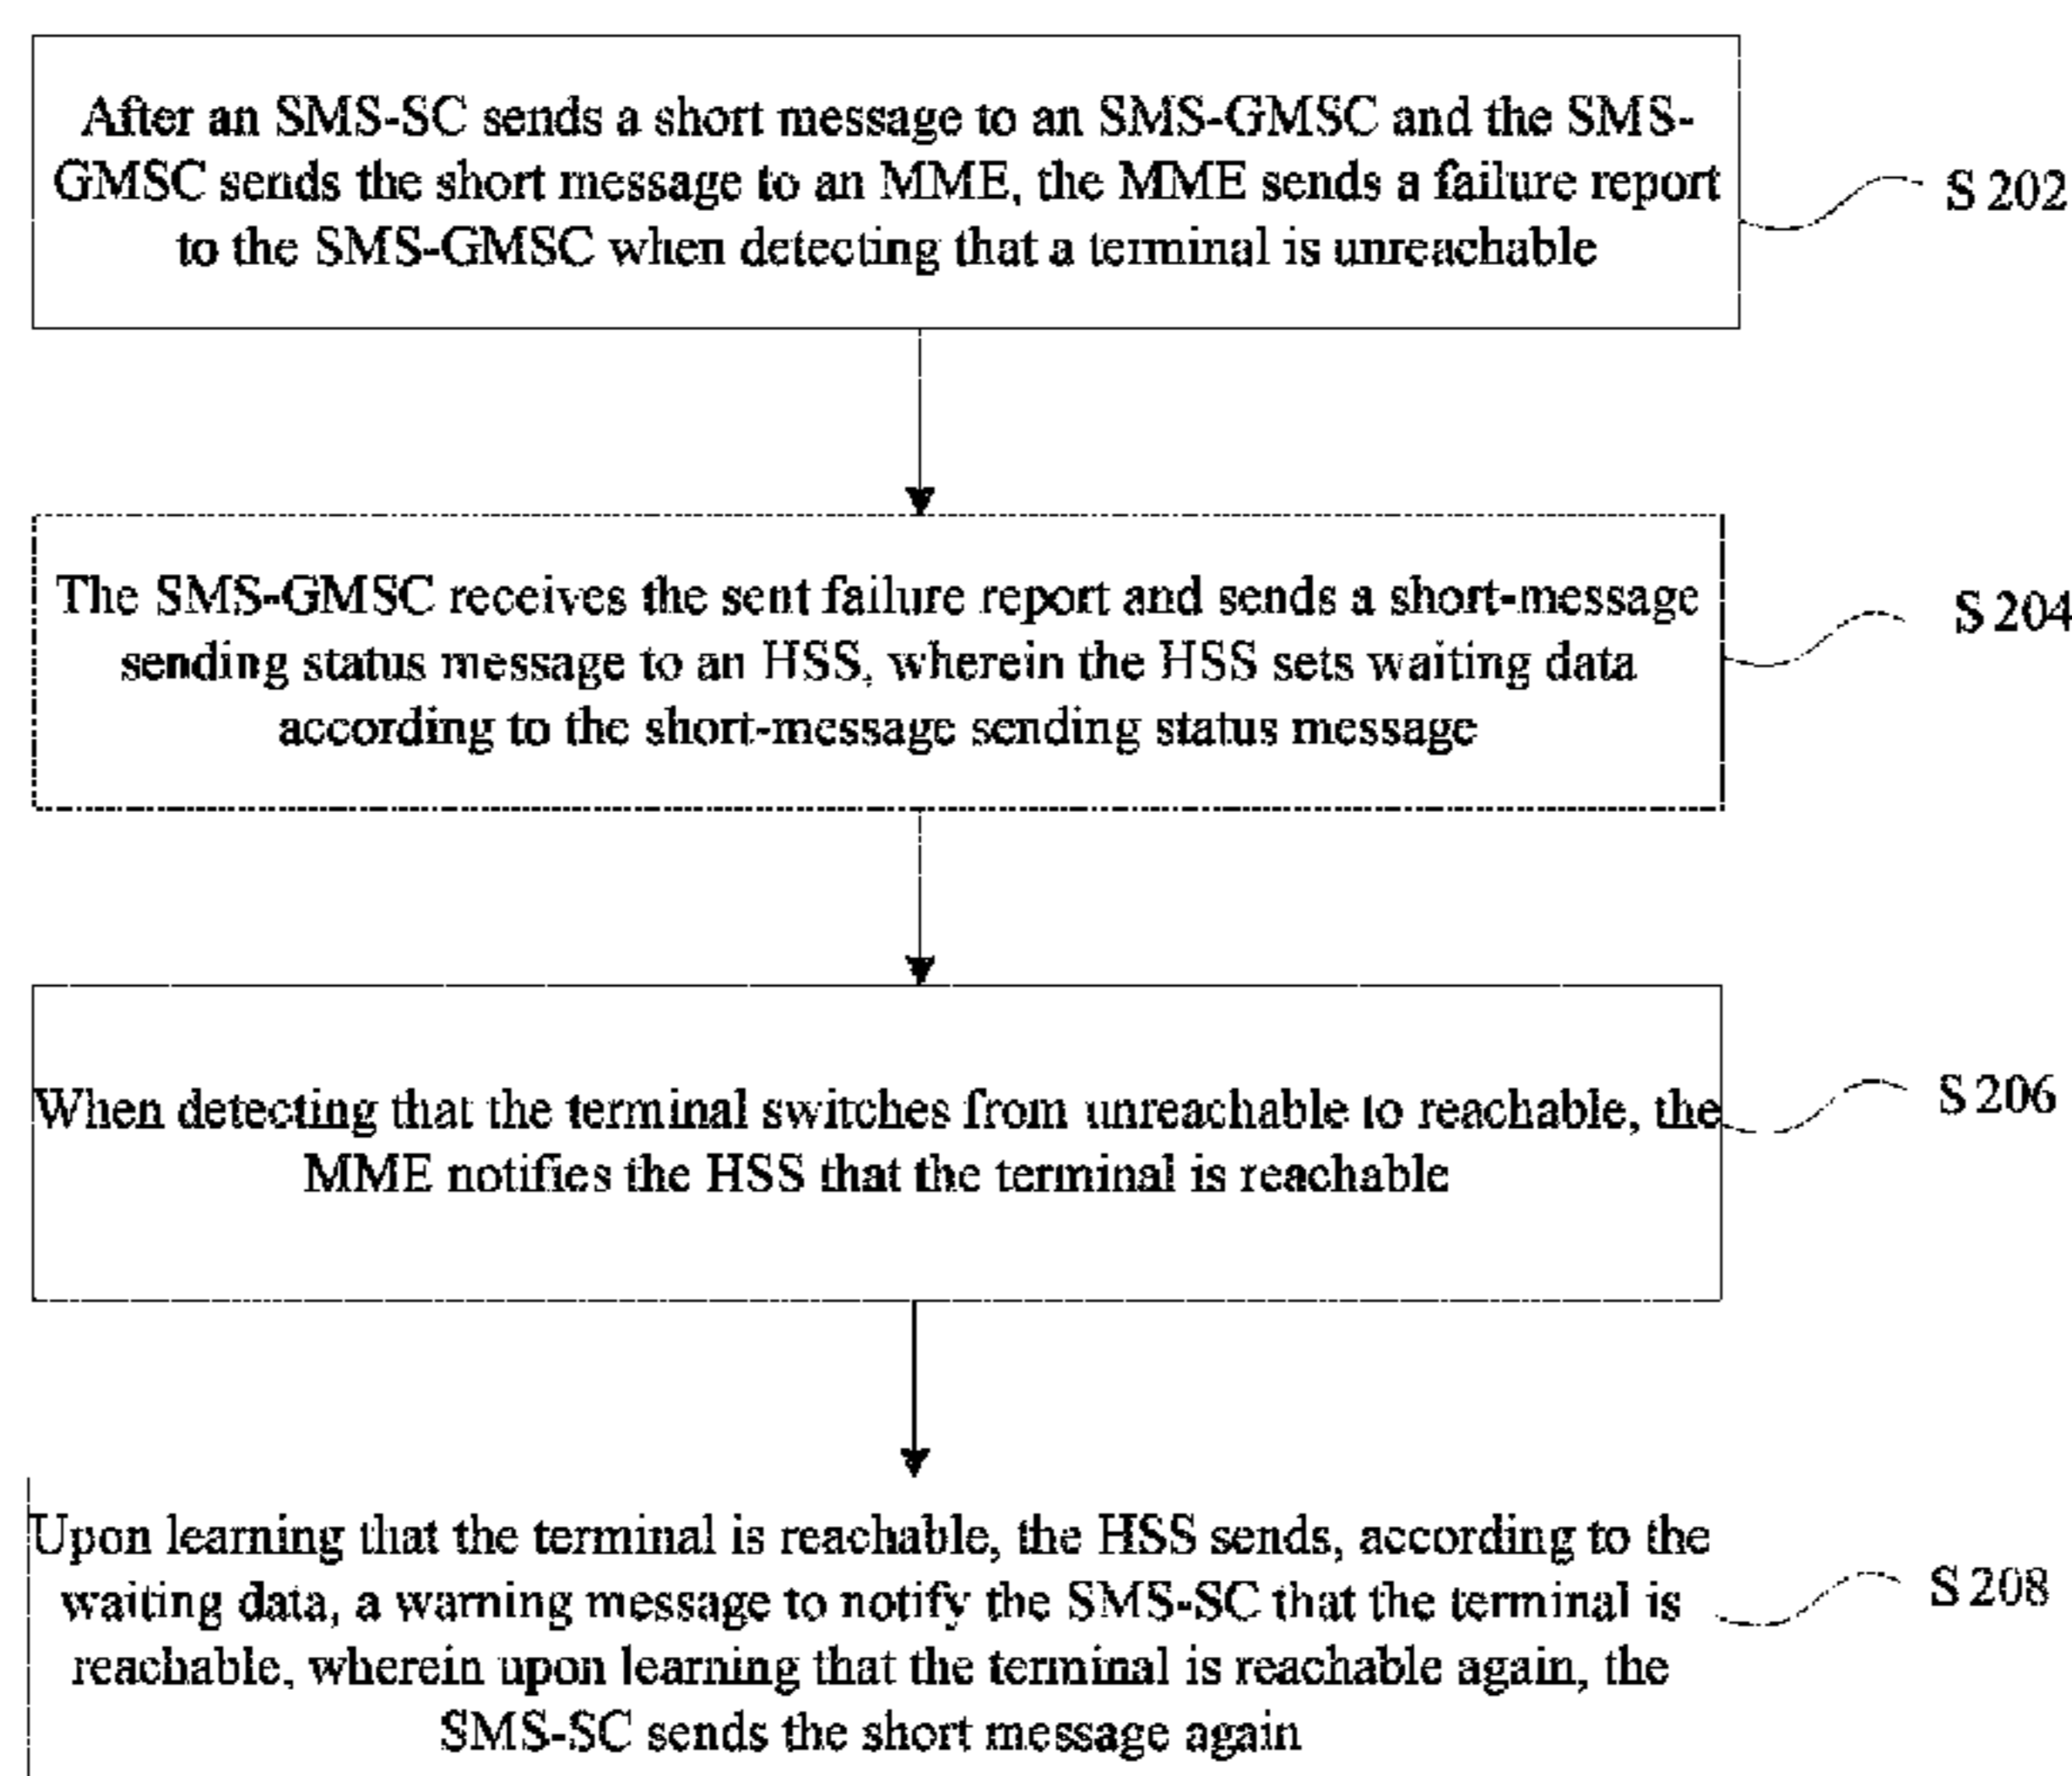 After an SMS-SC sends a short message to an SMS-GMSC and the SMS-
GMSC sends the short message to an MME, the MME sends a failure report
to the SMS-GMSC when detecting that a terminal is unreachable
S 202
The SMS-GMSC receives the sent failure report and sends a short-message
sending status message to an HSS, wherein the HSS sets waiting data
according to the short-message sending status message
S 204
When detecting that the terminal switches from unreachable to reachable, the
MME notifies the HSS that the terminal is reachable
S 206
Upon learning that the terminal is reachable, the HSS sends, according to the
waiting data, a warning message to notify the SMS-SC that the terminal is
reachable, wherein upon learning that the terminal is reachable again, the
SMS-SC sends the short message again
S 208